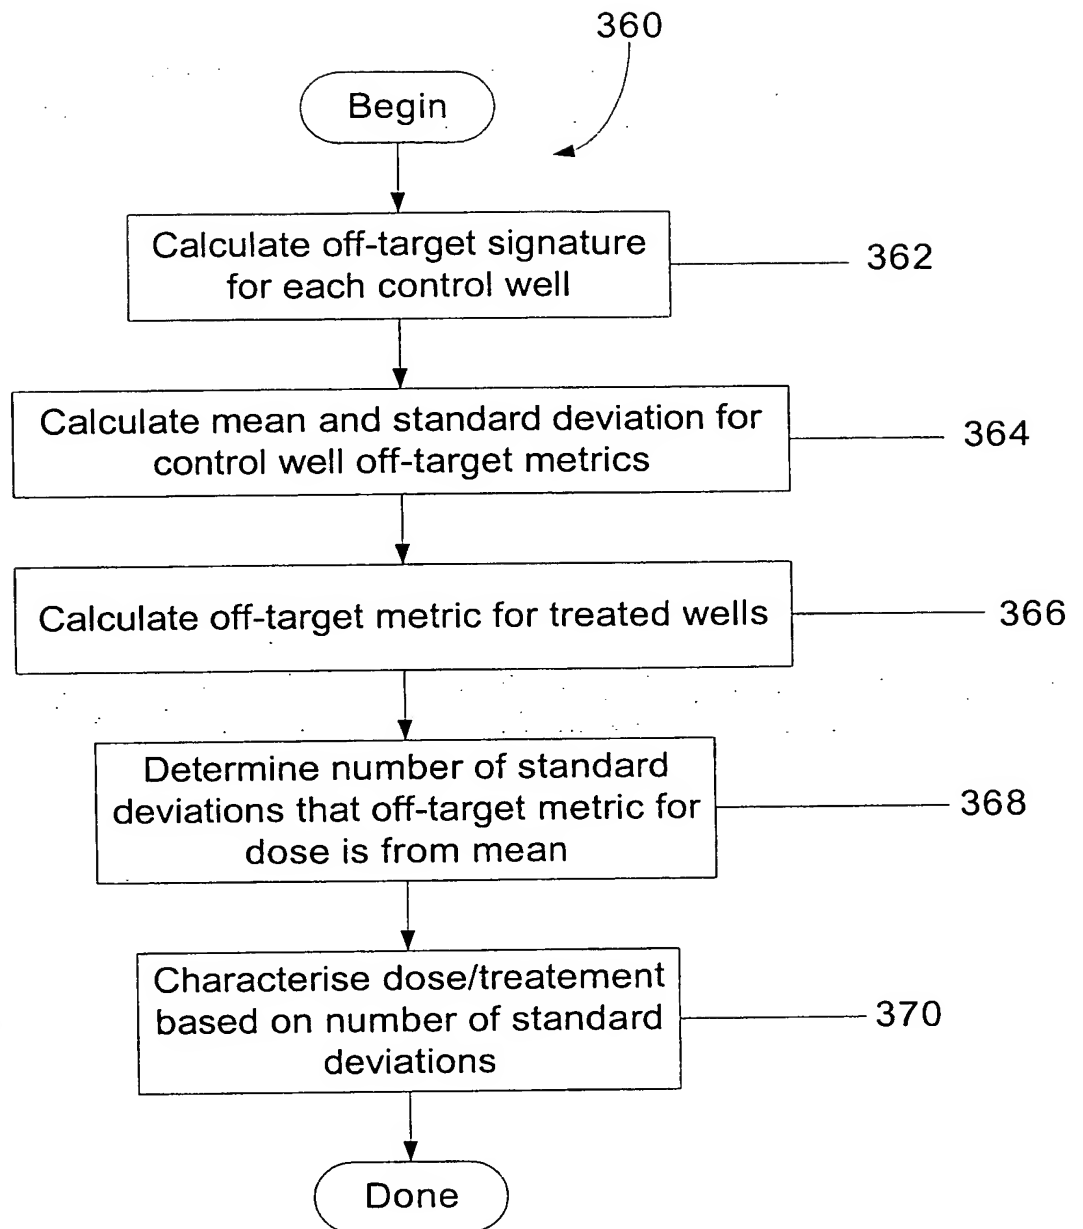 360
Begin
Calculate off-target signature
for each control well
362
Calculate mean and standard deviation for
control well off-target metrics
364
Calculate off-target metric for treated wells
366
Determine number of standard
deviations that off-target metric for
dose is from mean
368
Characterise dose/treatement
based on number of standard
deviations
370
Done